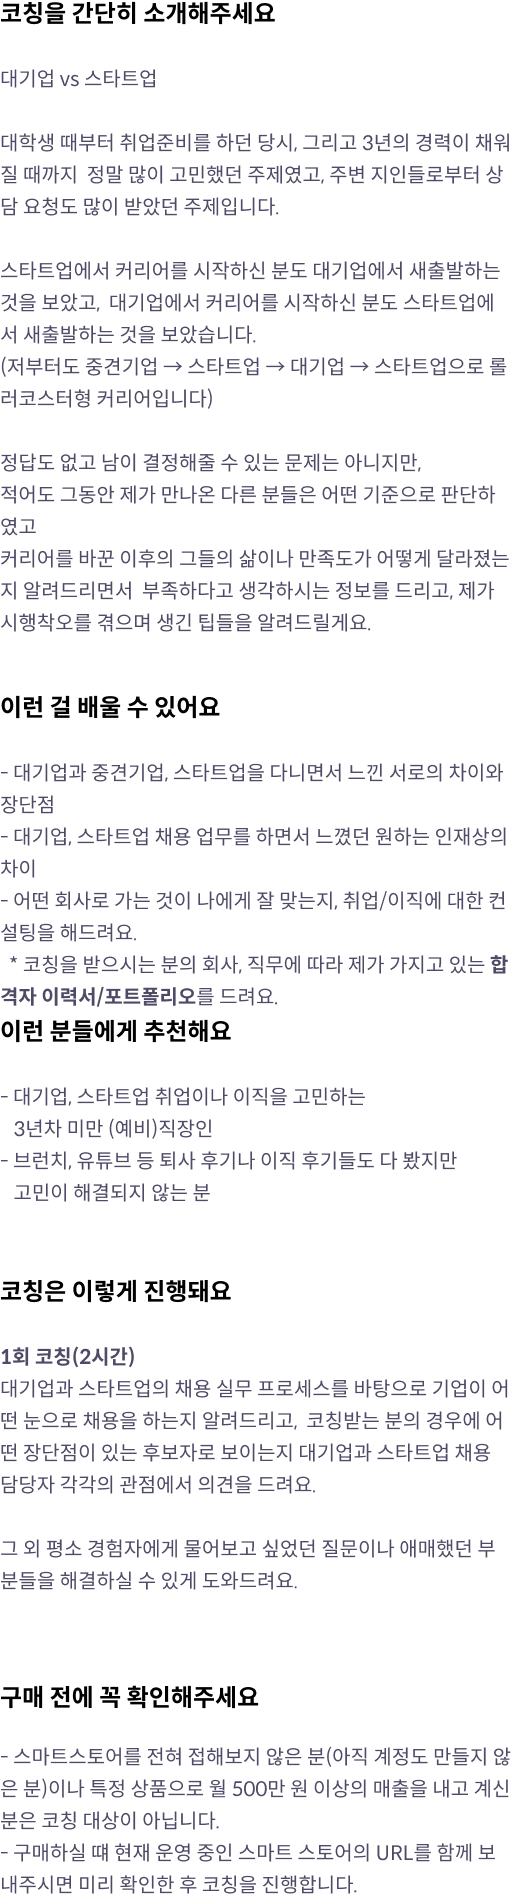 코칭을 간단히 소개해주세요
대기업 vs 스타트업
대학생 때부터 취업준비를 하던 당시, 그리고 3년의 경력이 채워
질 때까지  정말 많이 고민했던 주제였고, 주변 지인들로부터 상
담 요청도 많이 받았던 주제입니다.
스타트업에서 커리어를 시작하신 분도 대기업에서 새출발하는
것을 보았고,  대기업에서 커리어를 시작하신 분도 스타트업에
서 새출발하는 것을 보았습니다.
(저부터도 중견기업 → 스타트업 → 대기업 → 스타트업으로 롤
러코스터형 커리어입니다)
정답도 없고 남이 결정해줄 수 있는 문제는 아니지만,
적어도 그동안 제가 만나온 다른 분들은 어떤 기준으로 판단하
였고
커리어를 바꾼 이후의 그들의 삶이나 만족도가 어떻게 달라졌는
지 알려드리면서  부족하다고 생각하시는 정보를 드리고, 제가
시행착오를 겪으며 생긴 팁들을 알려드릴게요.
이런 걸 배울 수 있어요
- 대기업과 중견기업, 스타트업을 다니면서 느낀 서로의 차이와
장단점
- 대기업, 스타트업 채용 업무를 하면서 느꼈던 원하는 인재상의
차이
- 어떤 회사로 가는 것이 나에게 잘 맞는지, 취업/이직에 대한 컨
설팅을 해드려요.
* 코칭을 받으시는 분의 회사, 직무에 따라 제가 가지고 있는 합
격자 이력서/포트폴리오를 드려요.
이런 분들에게 추천해요
- 대기업, 스타트업 취업이나 이직을 고민하는
3년차 미만 (예비)직장인
- 브런치, 유튜브 등 퇴사 후기나 이직 후기들도 다 봤지만
고민이 해결되지 않는 분
코칭은 이렇게 진행돼요
1회 코칭(2시간)
대기업과 스타트업의 채용 실무 프로세스를 바탕으로 기업이 어
떤 눈으로 채용을 하는지 알려드리고,  코칭받는 분의 경우에 어
떤 장단점이 있는 후보자로 보이는지 대기업과 스타트업 채용
담당자 각각의 관점에서 의견을 드려요.
그 외 평소 경험자에게 물어보고 싶었던 질문이나 애매했던 부
분들을 해결하실 수 있게 도와드려요.
구매 전에 꼭 확인해주세요
- 스마트스토어를 전혀 접해보지 않은 분(아직 계정도 만들지 않
은 분)이나 특정 상품으로 월 500만 원 이상의 매출을 내고 계신
분은 코칭 대상이 아닙니다.
- 구매하실 떄 현재 운영 중인 스마트 스토어의 URL를 함께 보
내주시면 미리 확인한 후 코칭을 진행합니다.